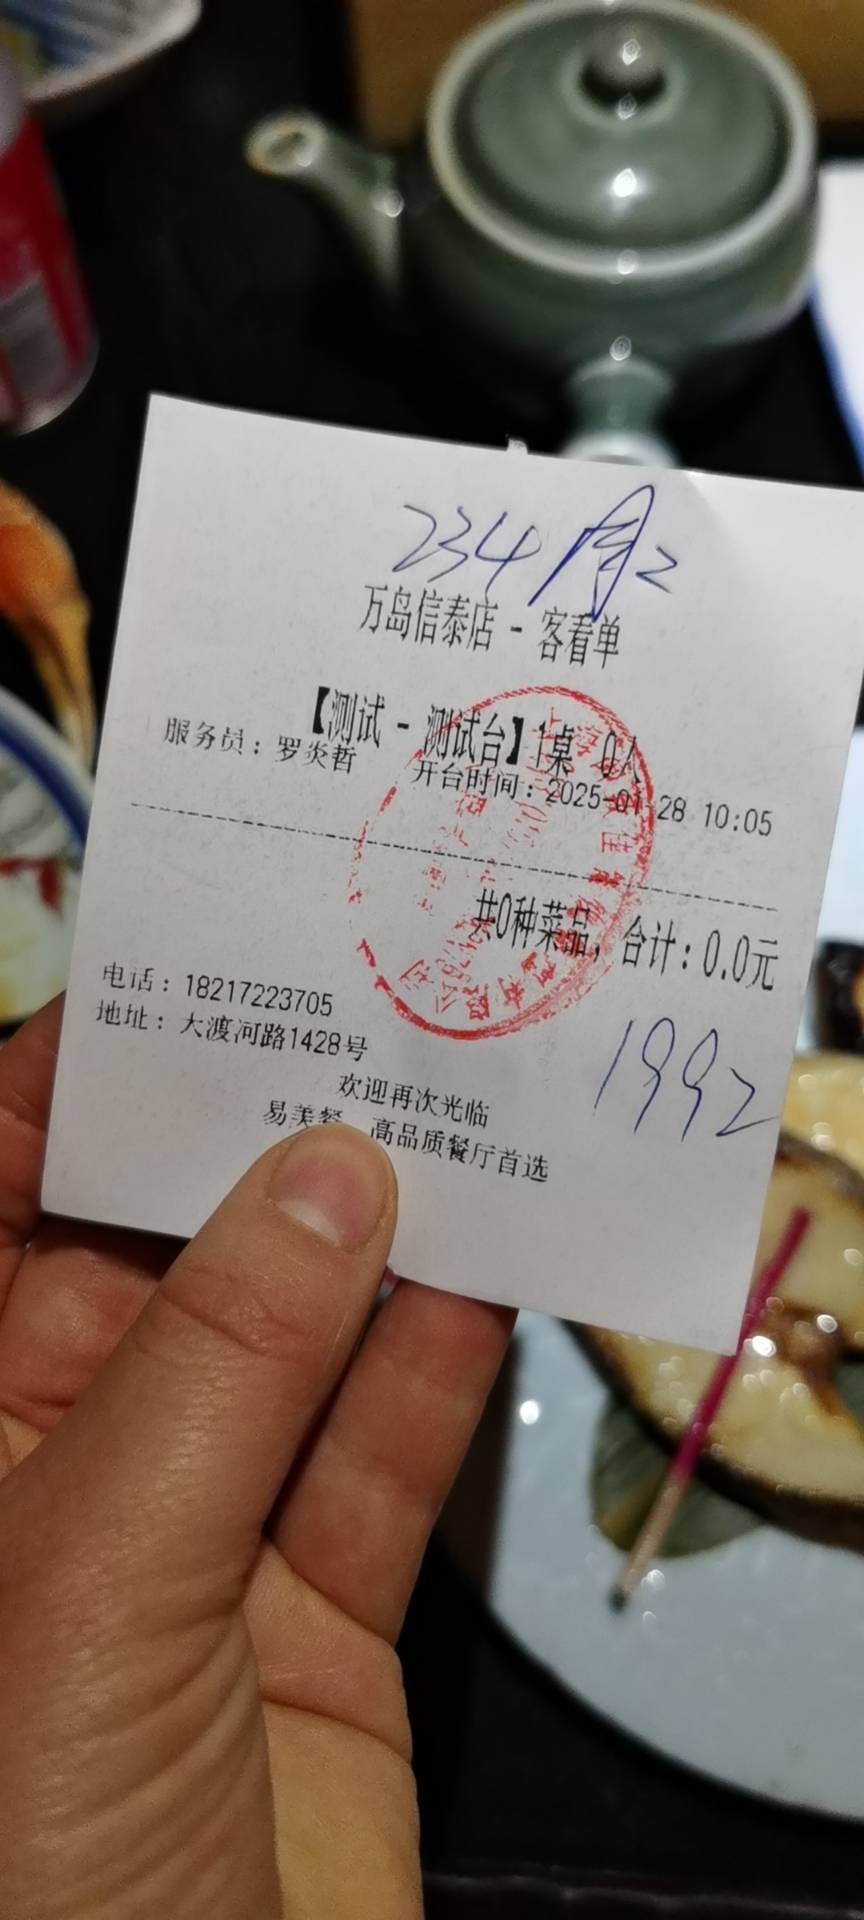 234
万岛信泰店 - 客看单
【测试 - 测试台】1桌 0人
服务员：罗炎哲 开台时间：2025-01-28 10:05
共0种菜品，合计：0.0元
1992
电话：18217223705
地址：大渡河路1428号
欢迎再次光临
易美餐 高品质餐厅首选